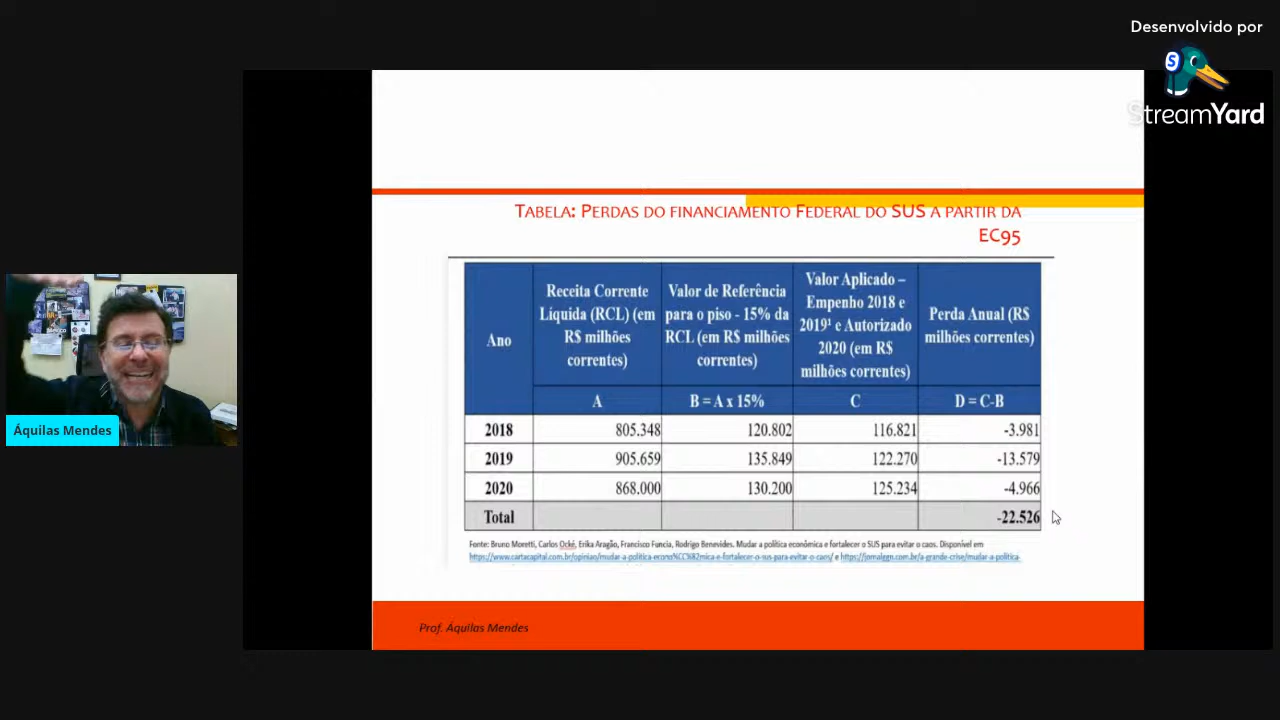 Desenvolvido por
StreamYard
TABELA: PERDAS DO FINANCIAMENTO FEDERAL DO SUS A PARTIR DA
EC95
Ano
Receita Corrente
Líquida (RCL) (em
R$ milhões
correntes)
Valor de Referência
para o piso - 15% da
RCL (em R$ milhões
correntes)
Valor Aplicado –
Empenho 2018 e
2019¹ e Autorizado
2020 (em R$
milhões correntes)
Perda Anual (R$
milhões correntes)
A
B = A x 15%
C
D = C-B
2018 805.348 120.802 116.821 -3.981
2019 905.659 135.849 122.270 -13.579
2020 868.000 130.200 125.234 -4.966
Total -22.526
Fonte: Bruno Moretti, Carlos Ocké, Erika Aragão, Francisco Funcia, Rodrigo Benevides. Mudar a política econômica e fortalecer o SUS para evitar o caos. Disponível em
https://www.cartacapital.com.br/opiniao/mudar-a-politica-econo%CC%82mica-e-fortalecer-o-sus-para-evitar-o-caos/ e https://jornalggn.com.br/a-grande-crise/mudar-a-politica-
Prof. Áquilas Mendes
Áquilas Mendes